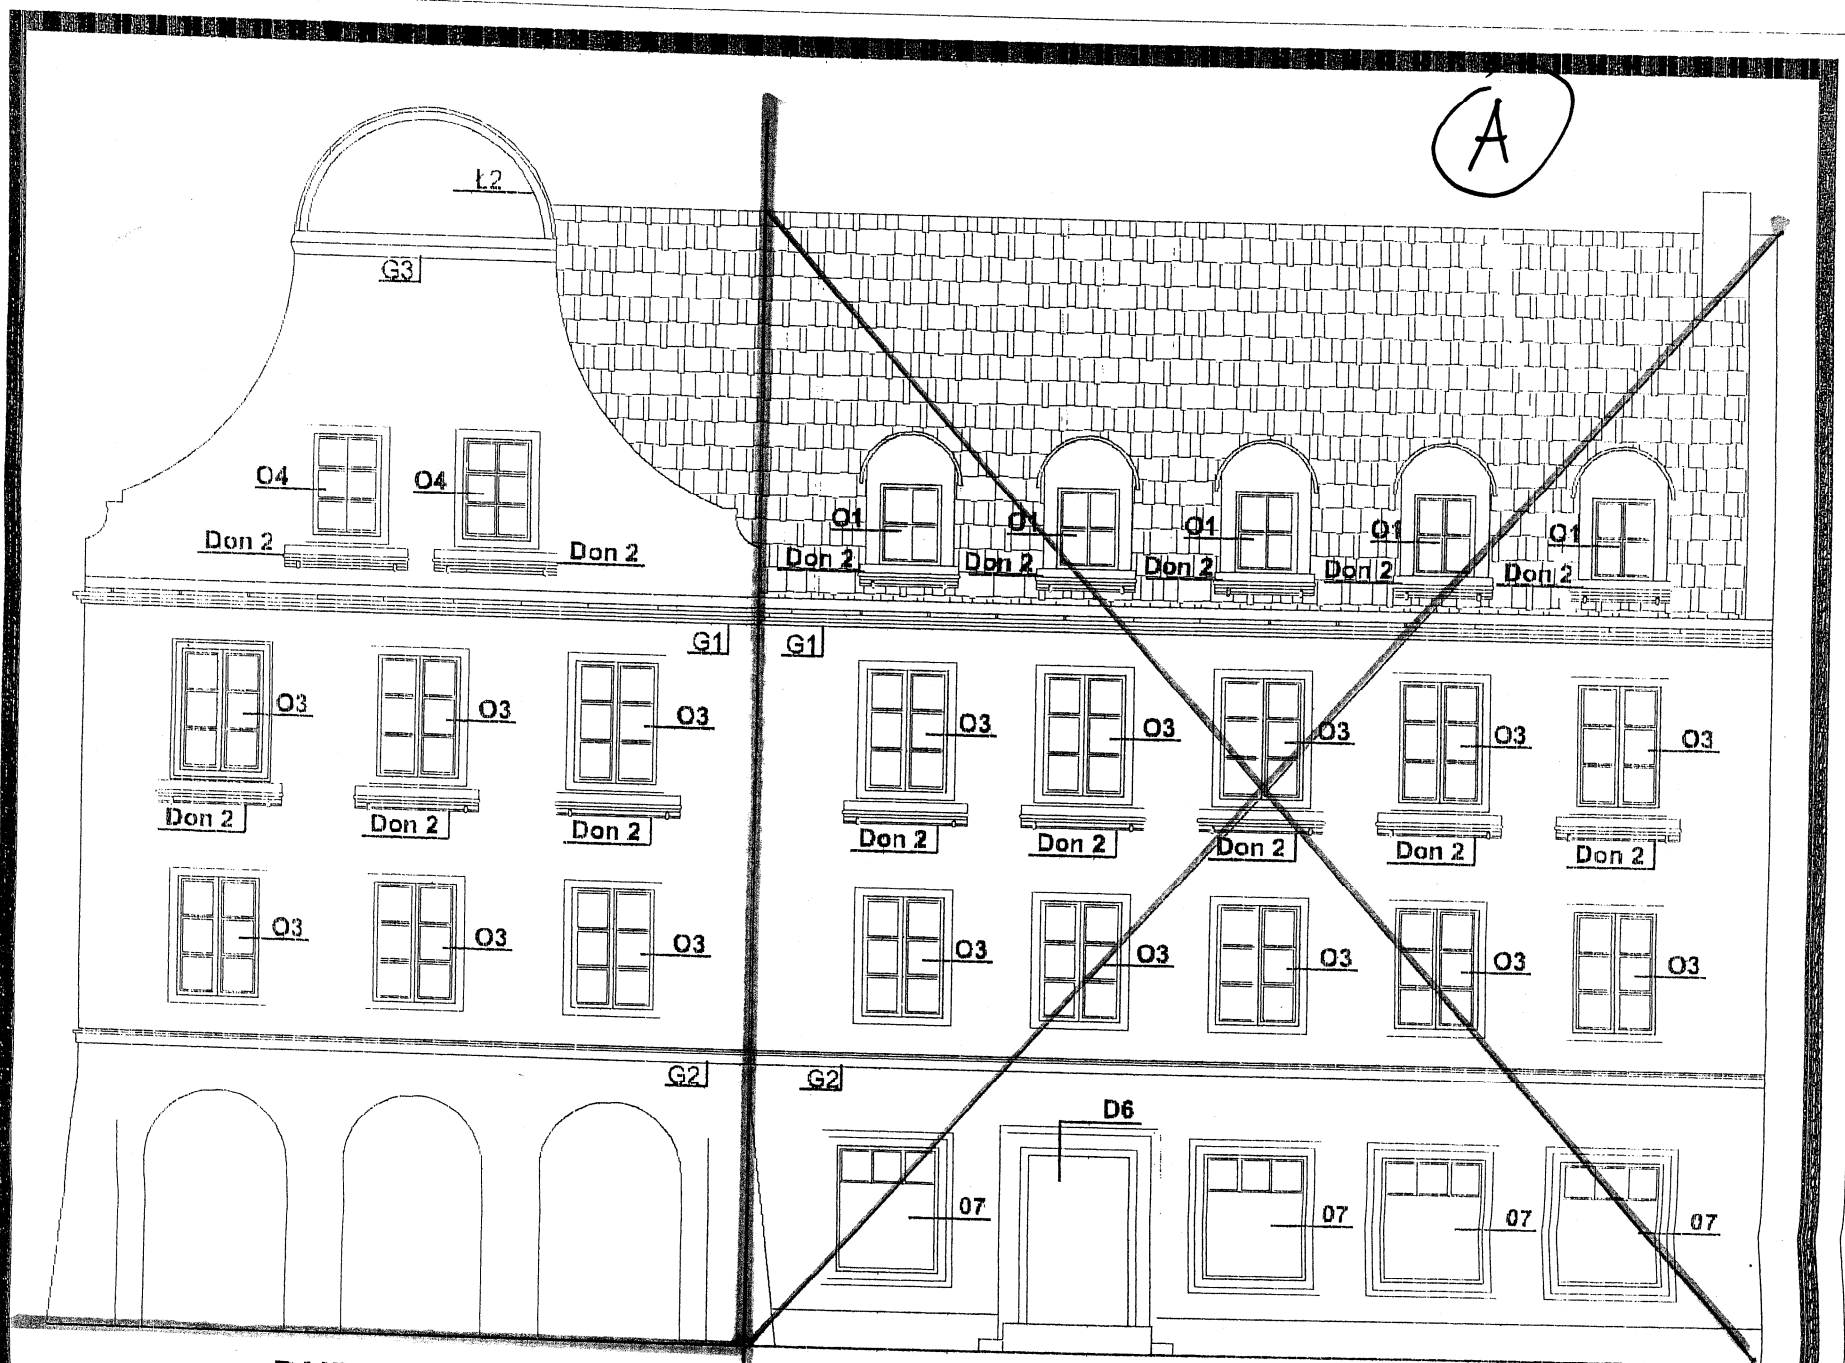 A
Ł2
G3
O4 O4
O1 O1 O1 O1 O1
Don 2 Don 2 Don 2 Don 2 Don 2 Don 2 Don 2
G1 G1
O3 O3 O3 O3 O3 O3 O3 O3
Don 2 Don 2 Don 2 Don 2 Don 2 Don 2 Don 2 Don 2
O3 O3 O3 O3 O3 O3 O3 O3
G2 G2
D6
07 07 07 07